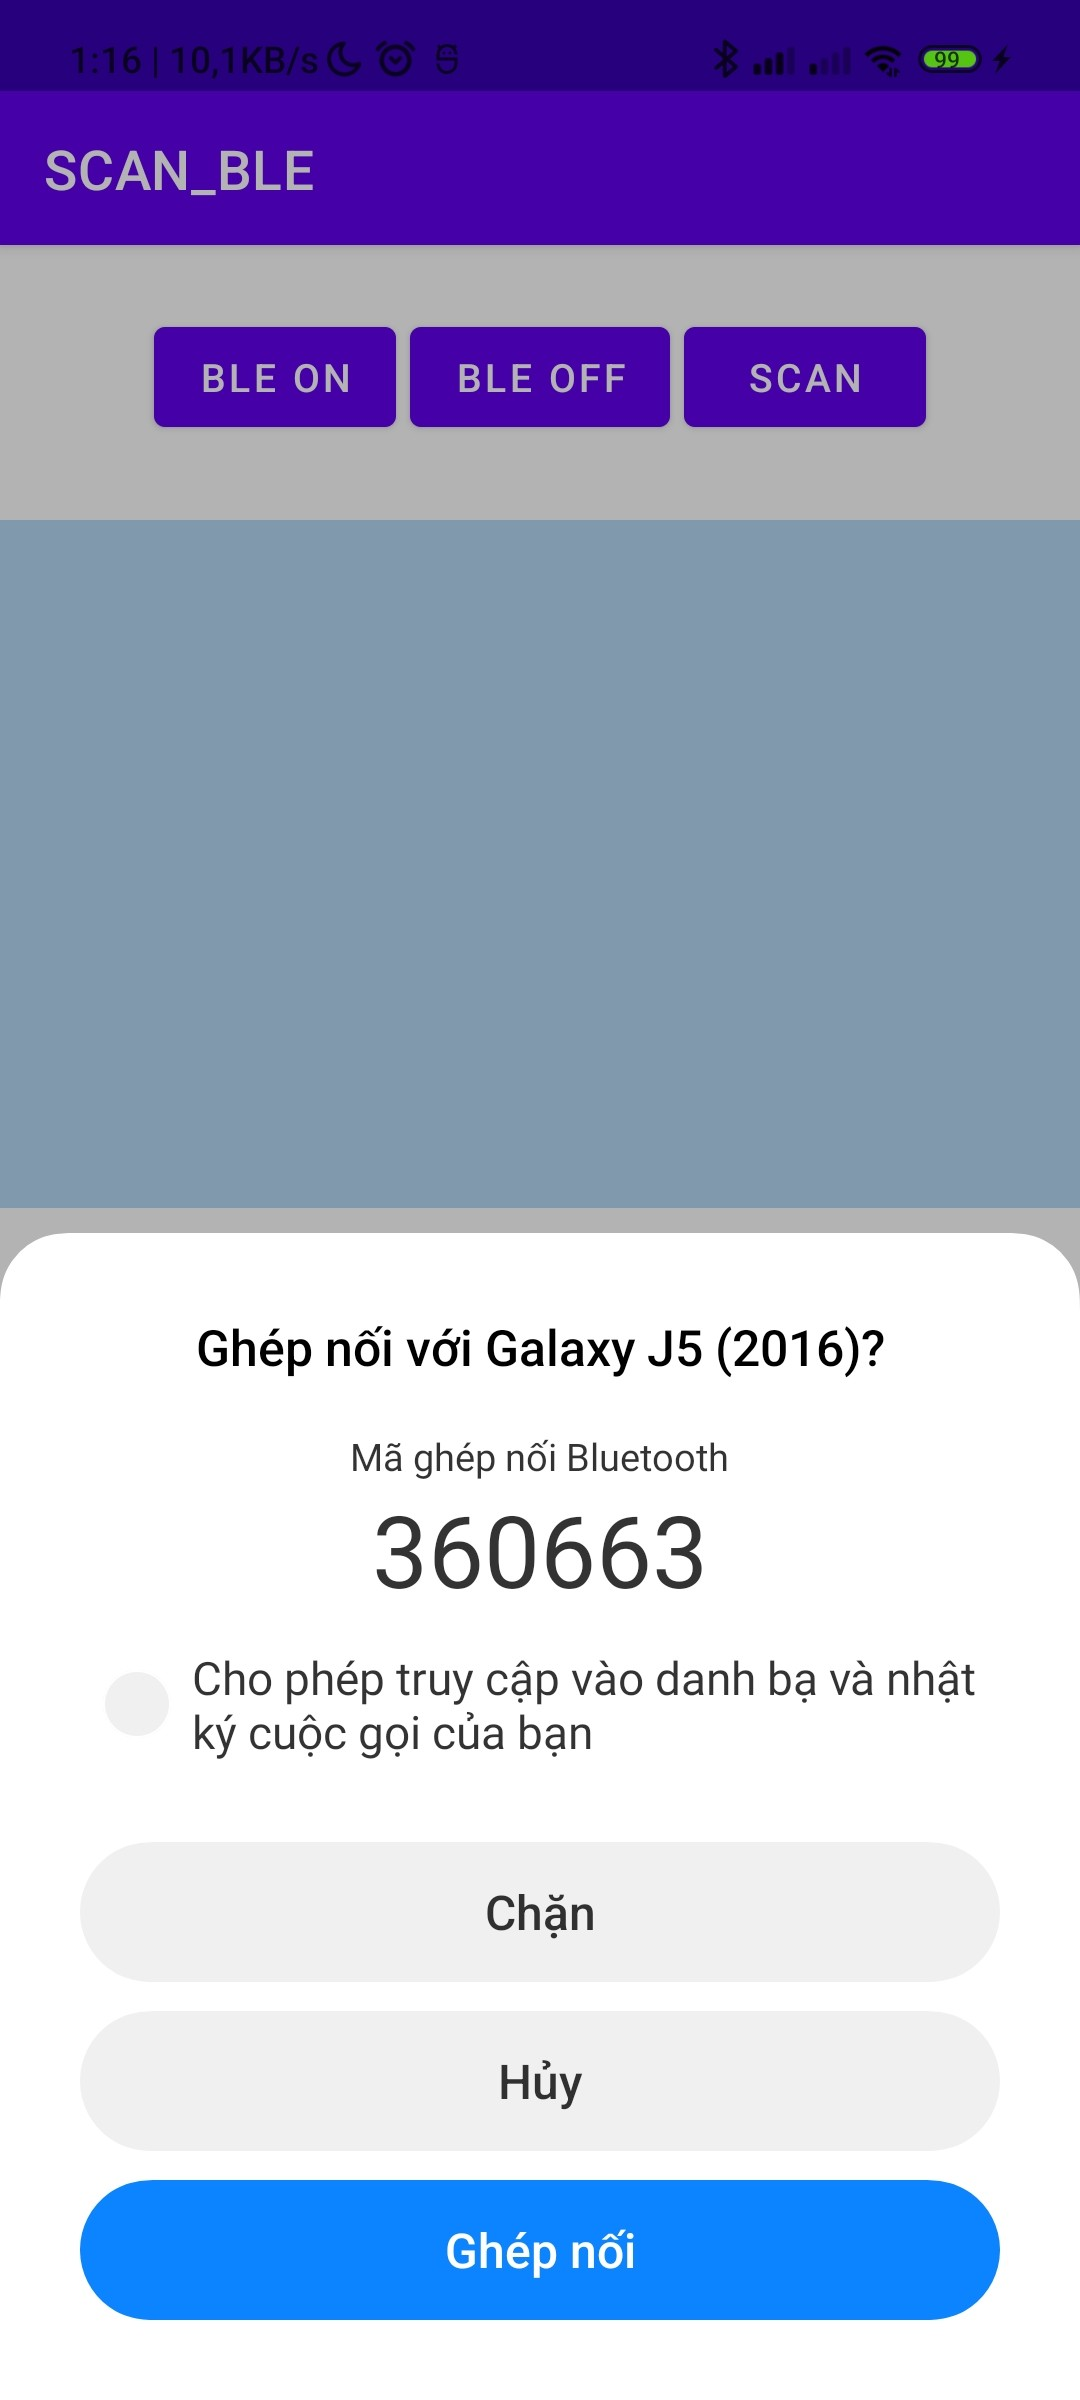 1:16 | 10,1KB/s
99
SCAN_BLE
BLE ON BLE OFF SCAN
Ghép nối với Galaxy J5 (2016)?
Mã ghép nối Bluetooth
360663
Cho phép truy cập vào danh bạ và nhật
ký cuộc gọi của bạn
Chặn
Hủy
Ghép nối